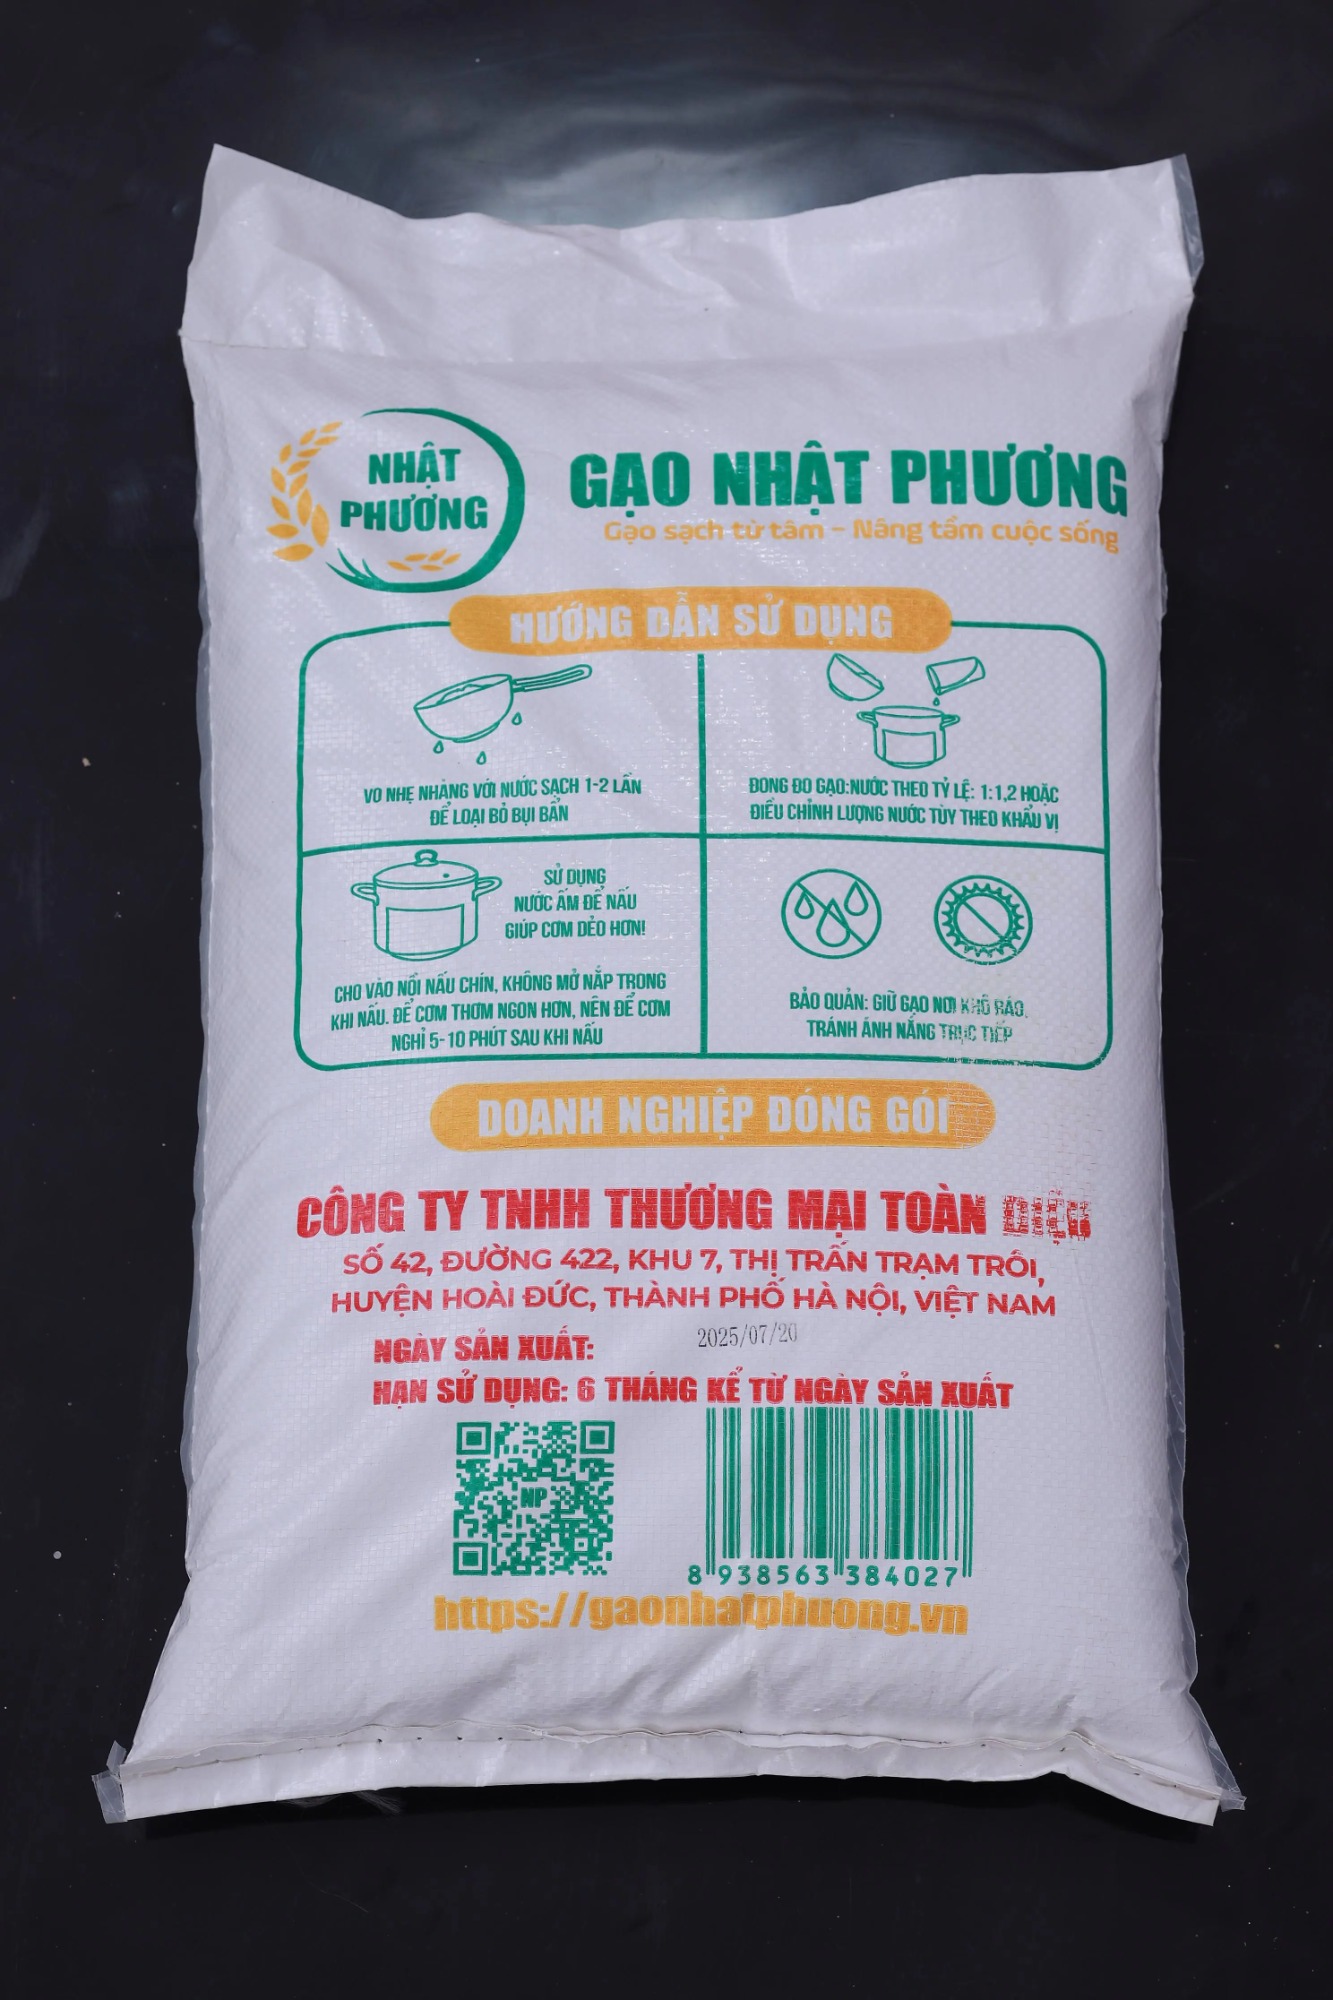 NHẬT
PHƯƠNG
GẠO NHẬT PHƯƠNG
Gạo sạch từ tâm – Nâng tầm cuộc sống
HƯỚNG DẪN SỬ DỤNG
VO NHẸ NHÀNG VỚI NƯỚC SẠCH 1-2 LẦN
ĐỂ LOẠI BỎ BỤI BẨN
ĐONG ĐO GẠO:NƯỚC THEO TỶ LỆ: 1:1,2 HOẶC
ĐIỀU CHỈNH LƯỢNG NƯỚC TÙY THEO KHẨU VỊ
SỬ DỤNG
NƯỚC ẤM ĐỂ NẤU
GIÚP CƠM DẺO HƠN!
CHO VÀO NỒI NẤU CHÍN, KHÔNG MỞ NẮP TRONG
KHI NẤU. ĐỂ CƠM THƠM NGON HƠN, NÊN ĐỂ CƠM
NGHỈ 5-10 PHÚT SAU KHI NẤU
BẢO QUẢN: GIỮ GẠO NƠI KHÔ RÁO,
TRÁNH ÁNH NẮNG TRỰC TIẾP
DOANH NGHIỆP ĐÓNG GÓI
CÔNG TY TNHH THƯƠNG MẠI TOÀN DIỆU
SỐ 42, ĐƯỜNG 422, KHU 7, THỊ TRẤN TRẠM TRÔI,
HUYỆN HOÀI ĐỨC, THÀNH PHỐ HÀ NỘI, VIỆT NAM
NGÀY SẢN XUẤT: 2025/07/20
HẠN SỬ DỤNG: 6 THÁNG KỂ TỪ NGÀY SẢN XUẤT
NP
8 938563 384027
https://gaonhatphuong.vn